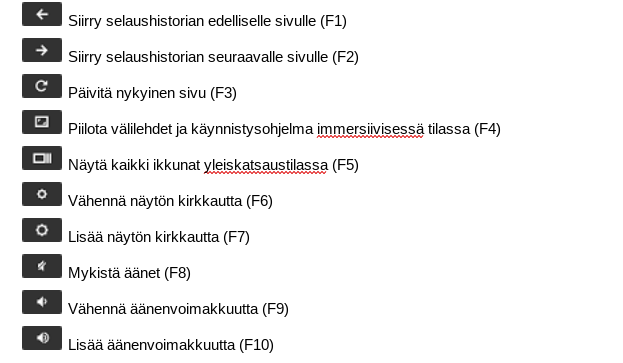 Siirry selaushistorian edelliselle sivulle (F1)
Siirry selaushistorian seuraavalle sivulle (F2)
Päivitä nykyinen sivu (F3)
Piilota välilehdet ja käynnistysohjelma immersiivisessä tilassa (F4)
Näytä kaikki ikkunat yleiskatsaustilassa (F5)
Vähennä näytön kirkkautta (F6)
Lisää näytön kirkkautta (F7)
Mykistä äänet (F8)
Vähennä äänenvoimakkuutta (F9)
Lisää äänenvoimakkuutta (F10)